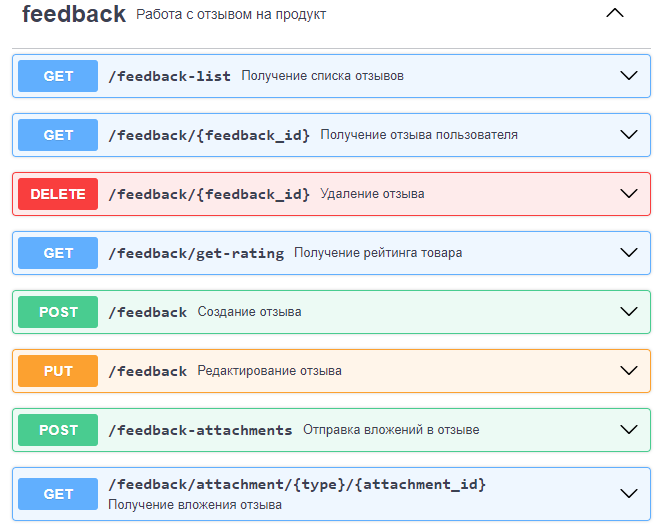 feedback Работа с отзывом на продукт
GET /feedback-list Получение списка отзывов
GET /feedback/{feedback_id} Получение отзыва пользователя
DELETE /feedback/{feedback_id} Удаление отзыва
GET /feedback/get-rating Получение рейтинга товара
POST /feedback Создание отзыва
PUT /feedback Редактирование отзыва
POST /feedback-attachments Отправка вложений в отзыве
GET /feedback/attachment/{type}/{attachment_id}
Получение вложения отзыва